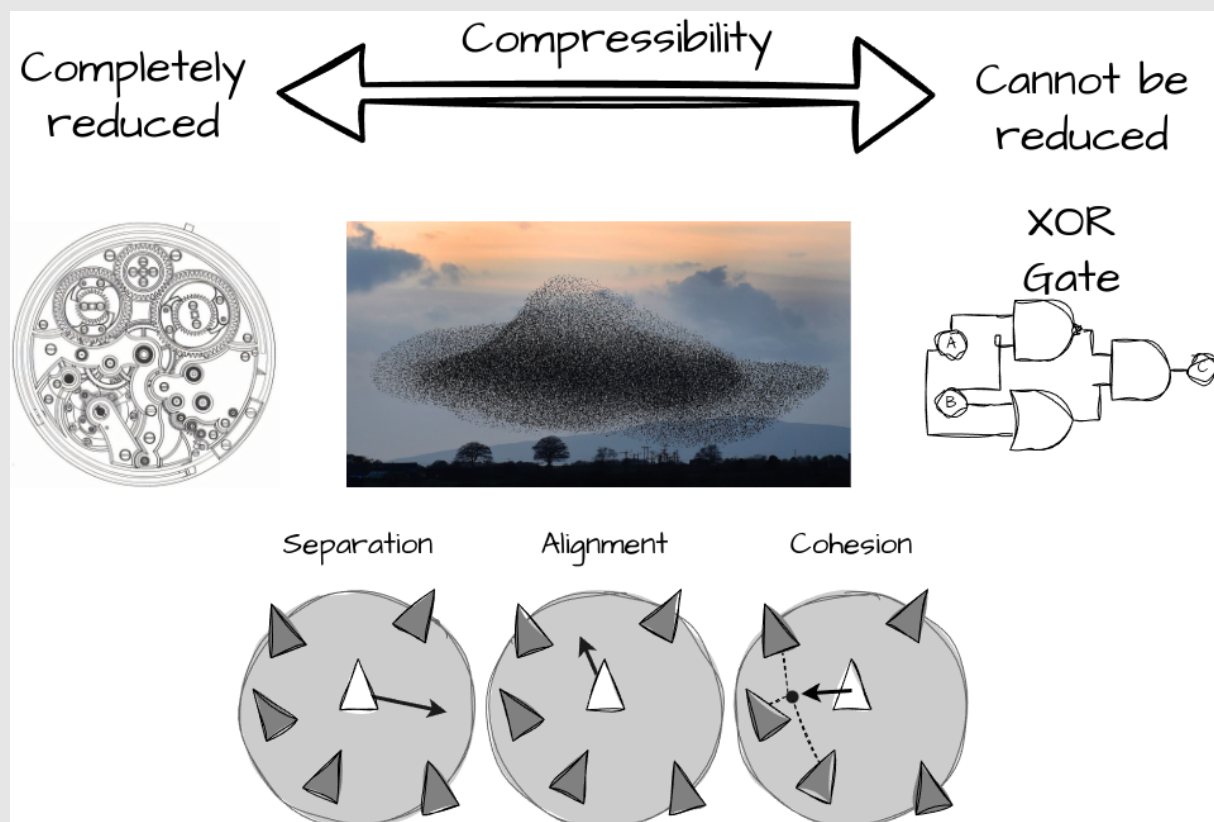 Compressibility
Completely
reduced
Cannot be
reduced
XOR
Gate
A
B
C
Separation
Alignment
Cohesion